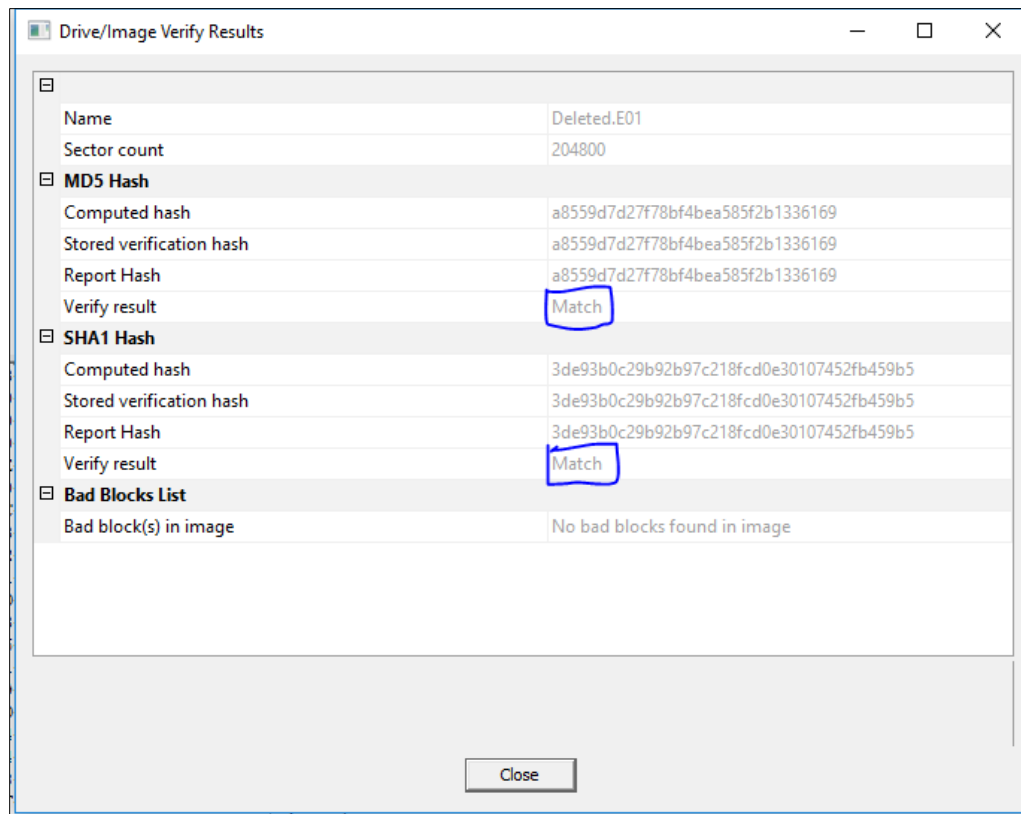 Drive/Image Verify Results
Name Deleted.E01
Sector count 204800
MD5 Hash
Computed hash a8559d7d27f78bf4bea585f2b1336169
Stored verification hash a8559d7d27f78bf4bea585f2b1336169
Report Hash a8559d7d27f78bf4bea585f2b1336169
Verify result Match
SHA1 Hash
Computed hash 3de93b0c29b92b97c218fcd0e30107452fb459b5
Stored verification hash 3de93b0c29b92b97c218fcd0e30107452fb459b5
Report Hash 3de93b0c29b92b97c218fcd0e30107452fb459b5
Verify result Match
Bad Blocks List
Bad block(s) in image No bad blocks found in image
Close